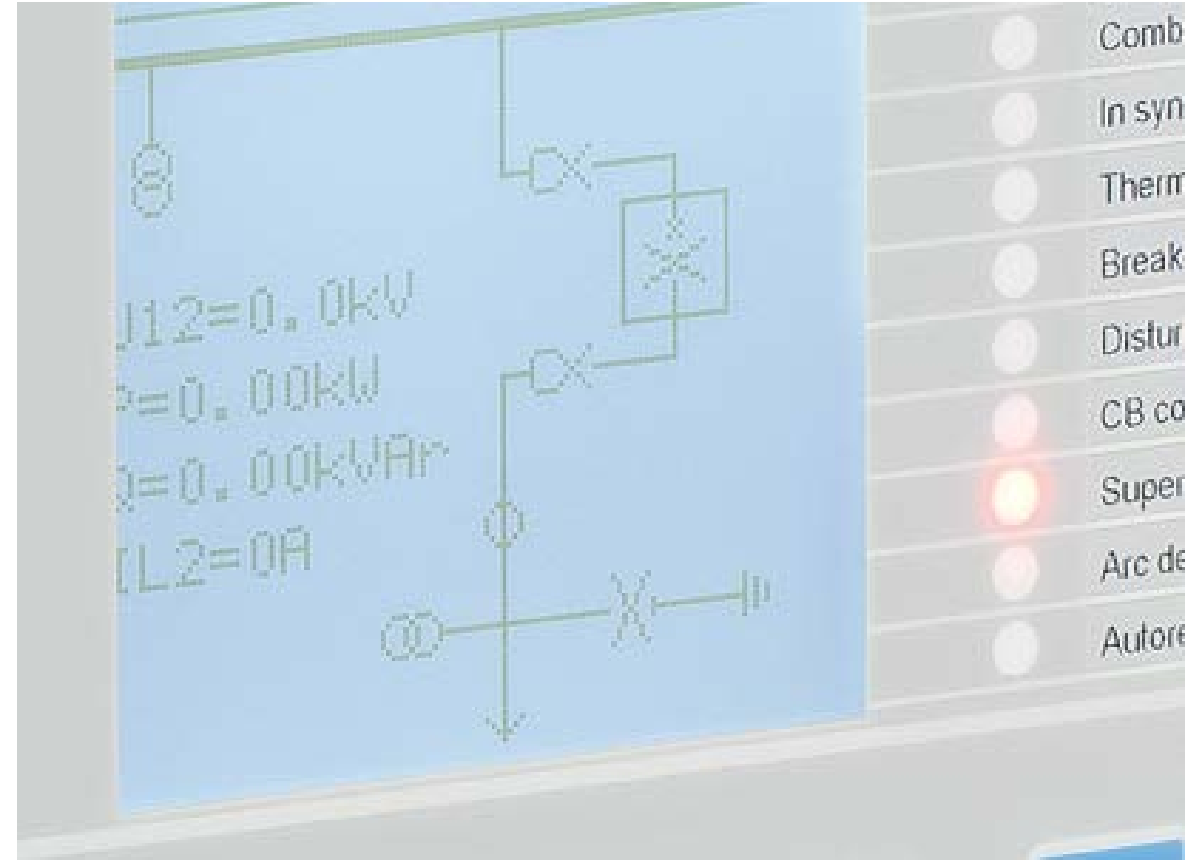 U12=0.0kV
P=0.00kW
Q=0.00kVAr
IL2=0A
Comb
In syn
Therm
Break
Distur
CB co
Super
Arc de
Autore